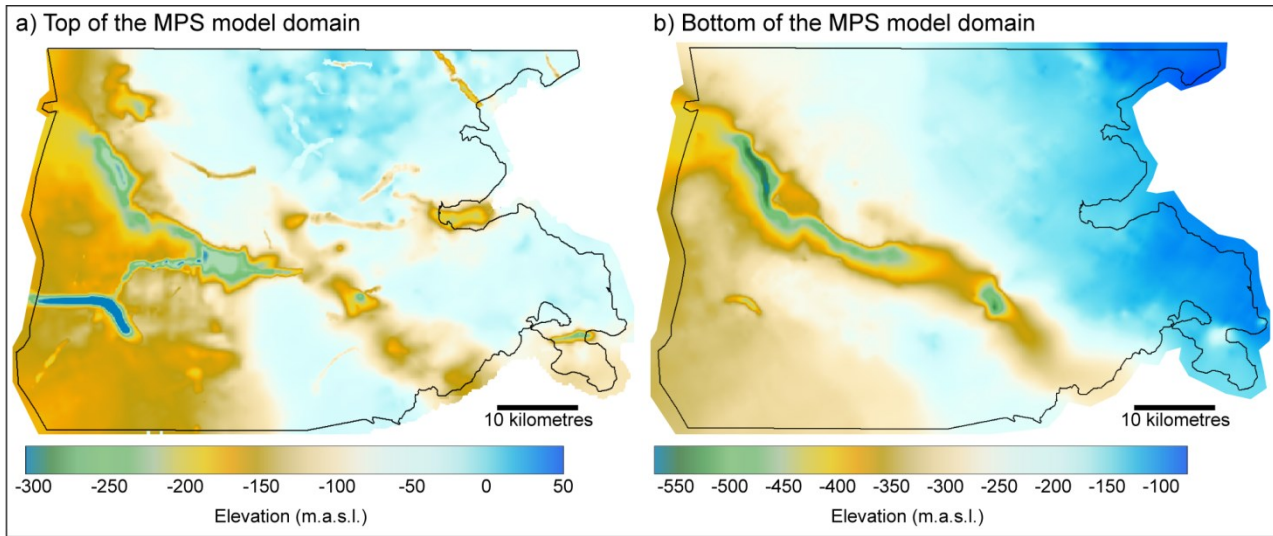 a) Top of the MPS model domain
b) Bottom of the MPS model domain
10 kilometres
10 kilometres
-300 -250 -200 -150 -100 -50 0 50
-550 -500 -450 -400 -350 -300 -250 -200 -150 -100
Elevation (m.a.s.l.)
Elevation (m.a.s.l.)